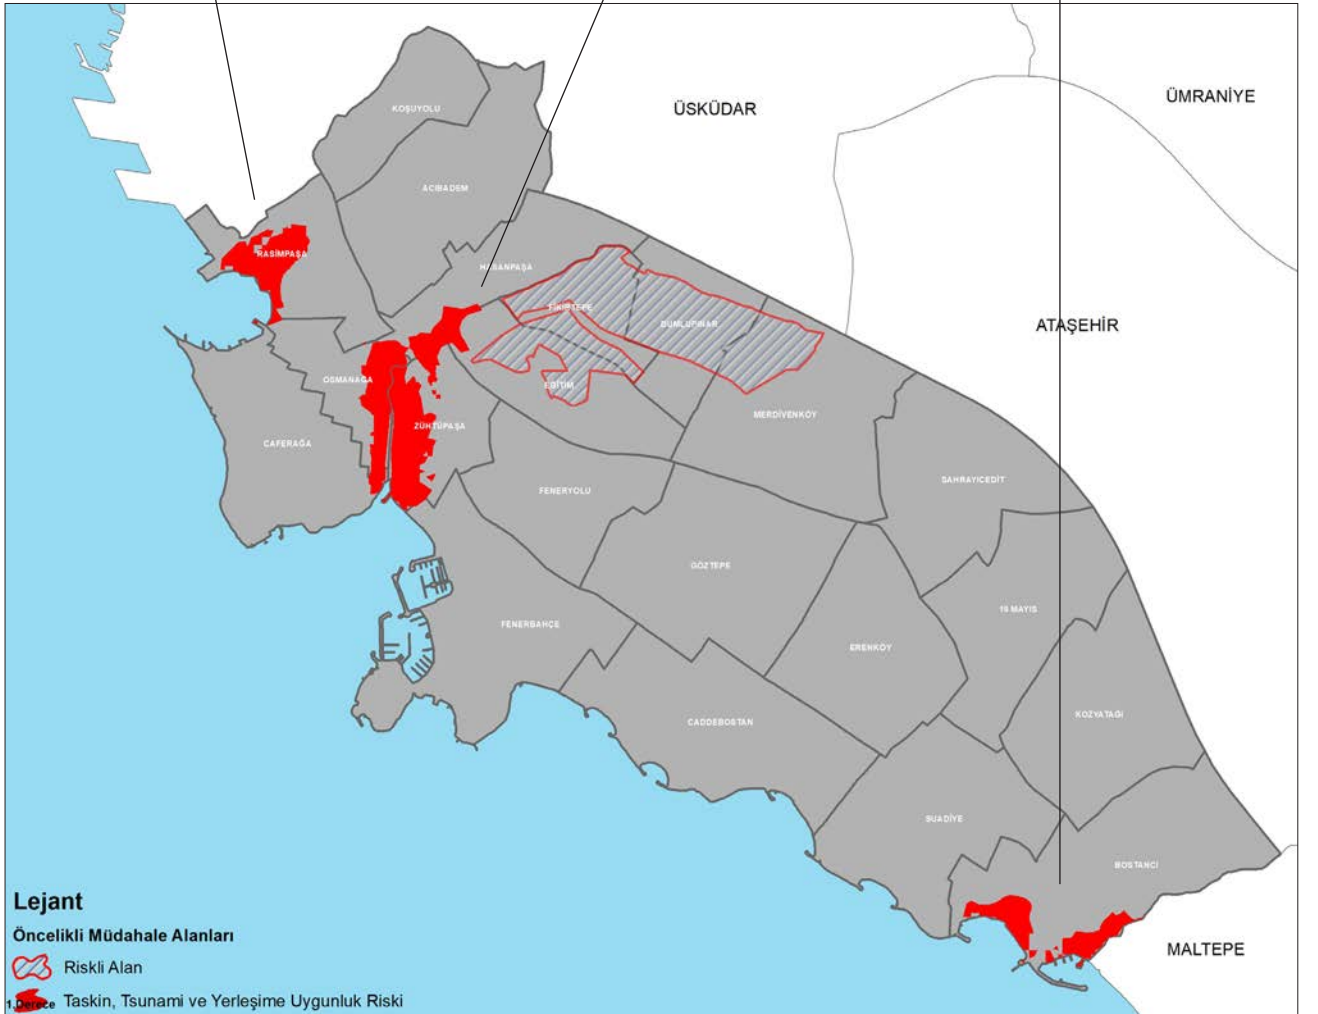 ÜMRANİYE
ÜSKÜDAR
KOŞUYOLU
ACIBADEM
RASİMPAŞA
HASANPAŞA
FİKİRTEPE
DUMLUPINAR
ATAŞEHİR
OSMANAĞA
EĞİTİM
MERDİVENKÖY
ZÜHTÜPAŞA
CAFERAĞA
SAHRAYICEDİT
FENERYOLU
GÖZTEPE
19 MAYIS
FENERBAHÇE
ERENKÖY
KOZYATAĞI
CADDEBOSTAN
SUADİYE
BOSTANCI
MALTEPE
Lejant
Öncelikli Müdahale Alanları
Riskli Alan
1.Derece Taskin, Tsunami ve Yerleşime Uygunluk Riski